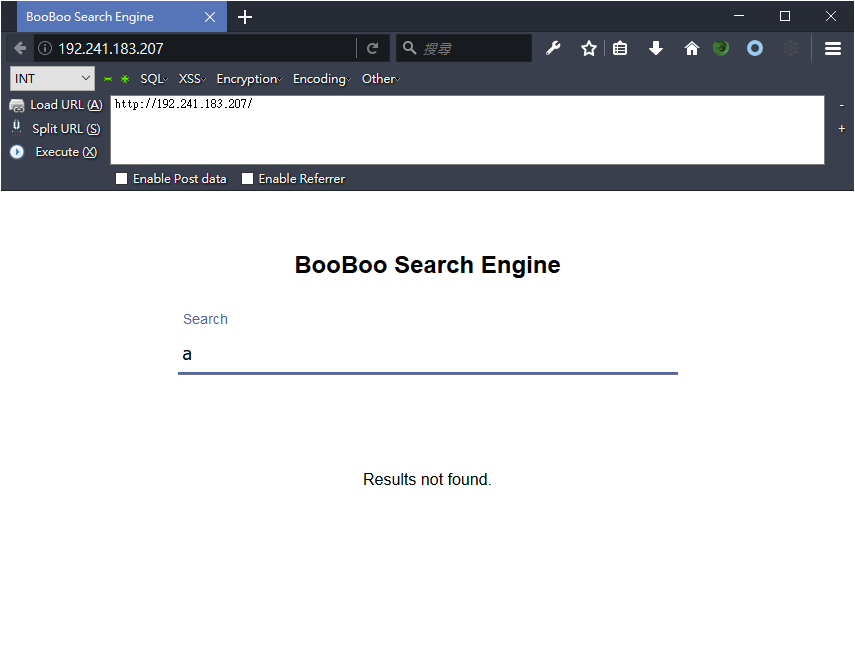 BooBoo Search Engine
192.241.183.207
搜尋
INT SQL XSS Encryption Encoding Other
Load URL (A) http://192.241.183.207/ -
Split URL (S) +
Execute (X)
Enable Post data Enable Referrer
BooBoo Search Engine
Search
a
Results not found.